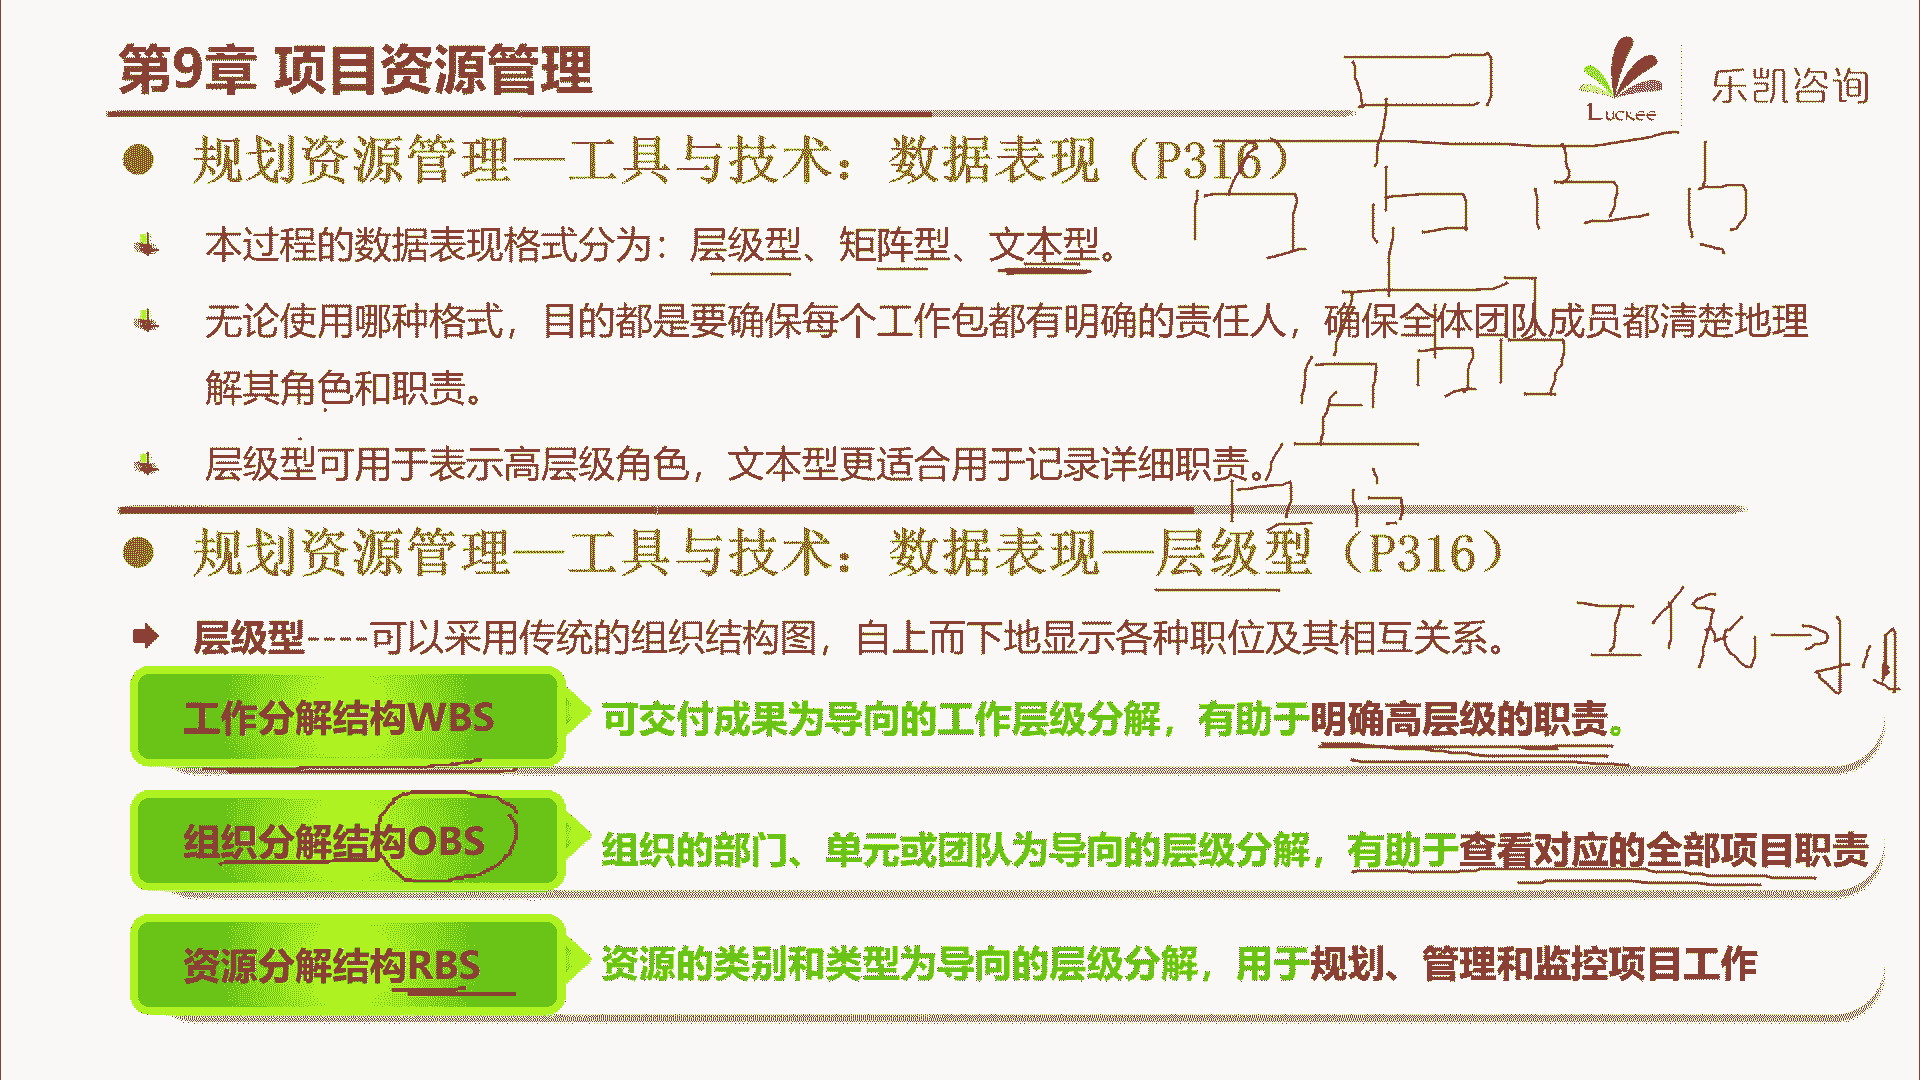 第9章 项目资源管理
Luckee
乐凯咨询
规划资源管理—工具与技术：数据表现（P316）
本过程的数据表现格式分为：层级型、矩阵型、文本型。
无论使用哪种格式，目的都是要确保每个工作包都有明确的责任人，确保全体团队成员都清楚地理
解其角色和职责。
层级型可用于表示高层级角色，文本型更适合用于记录详细职责。
规划资源管理—工具与技术：数据表现—层级型（P316）
层级型----可以采用传统的组织结构图，自上而下地显示各种职位及其相互关系。
工作
工作分解结构WBS
可交付成果为导向的工作层级分解，有助于明确高层级的职责。
组织分解结构OBS
组织的部门、单元或团队为导向的层级分解，有助于查看对应的全部项目职责
资源分解结构RBS
资源的类别和类型为导向的层级分解，用于规划、管理和监控项目工作